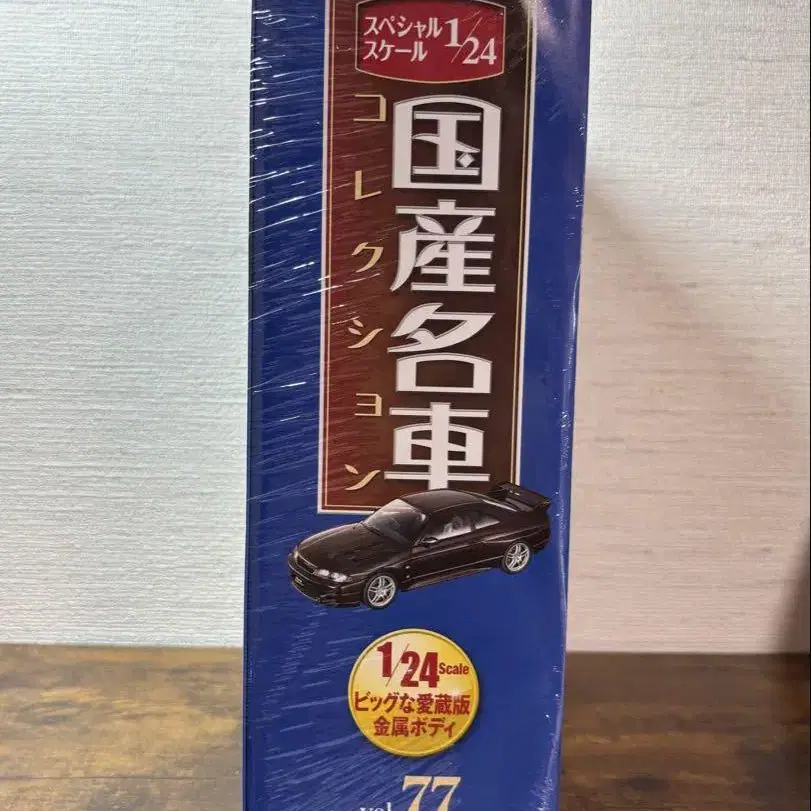 スペシャル
スケール 1/24
国産名車
コレクション
1/24 Scale
ビッグな愛蔵版
金属ボディ
vol.77